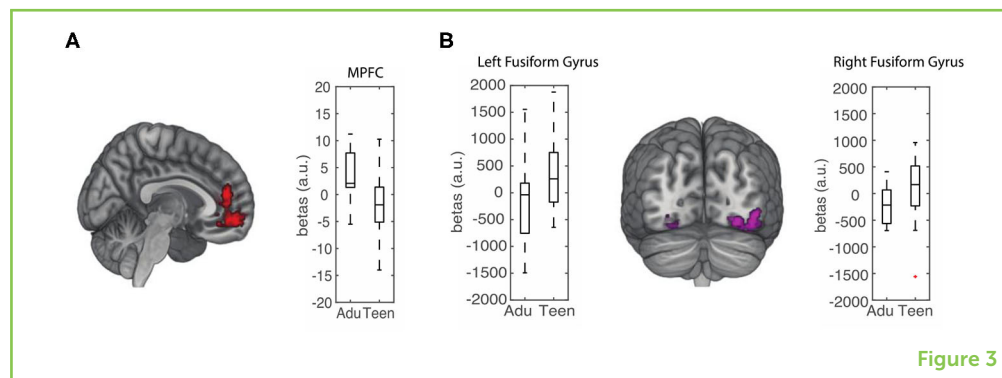 A
B
MPFC
20
15
10
5
0
-5
-10
-15
-20
betas (a.u.)
Adu Teen
Left Fusiform Gyrus
2000
1500
1000
500
0
-500
-1000
-1500
-2000
betas (a.u.)
Adu Teen
Right Fusiform Gyrus
2000
1500
1000
500
0
-500
-1000
-1500
-2000
betas (a.u.)
Adu Teen
Figure 3